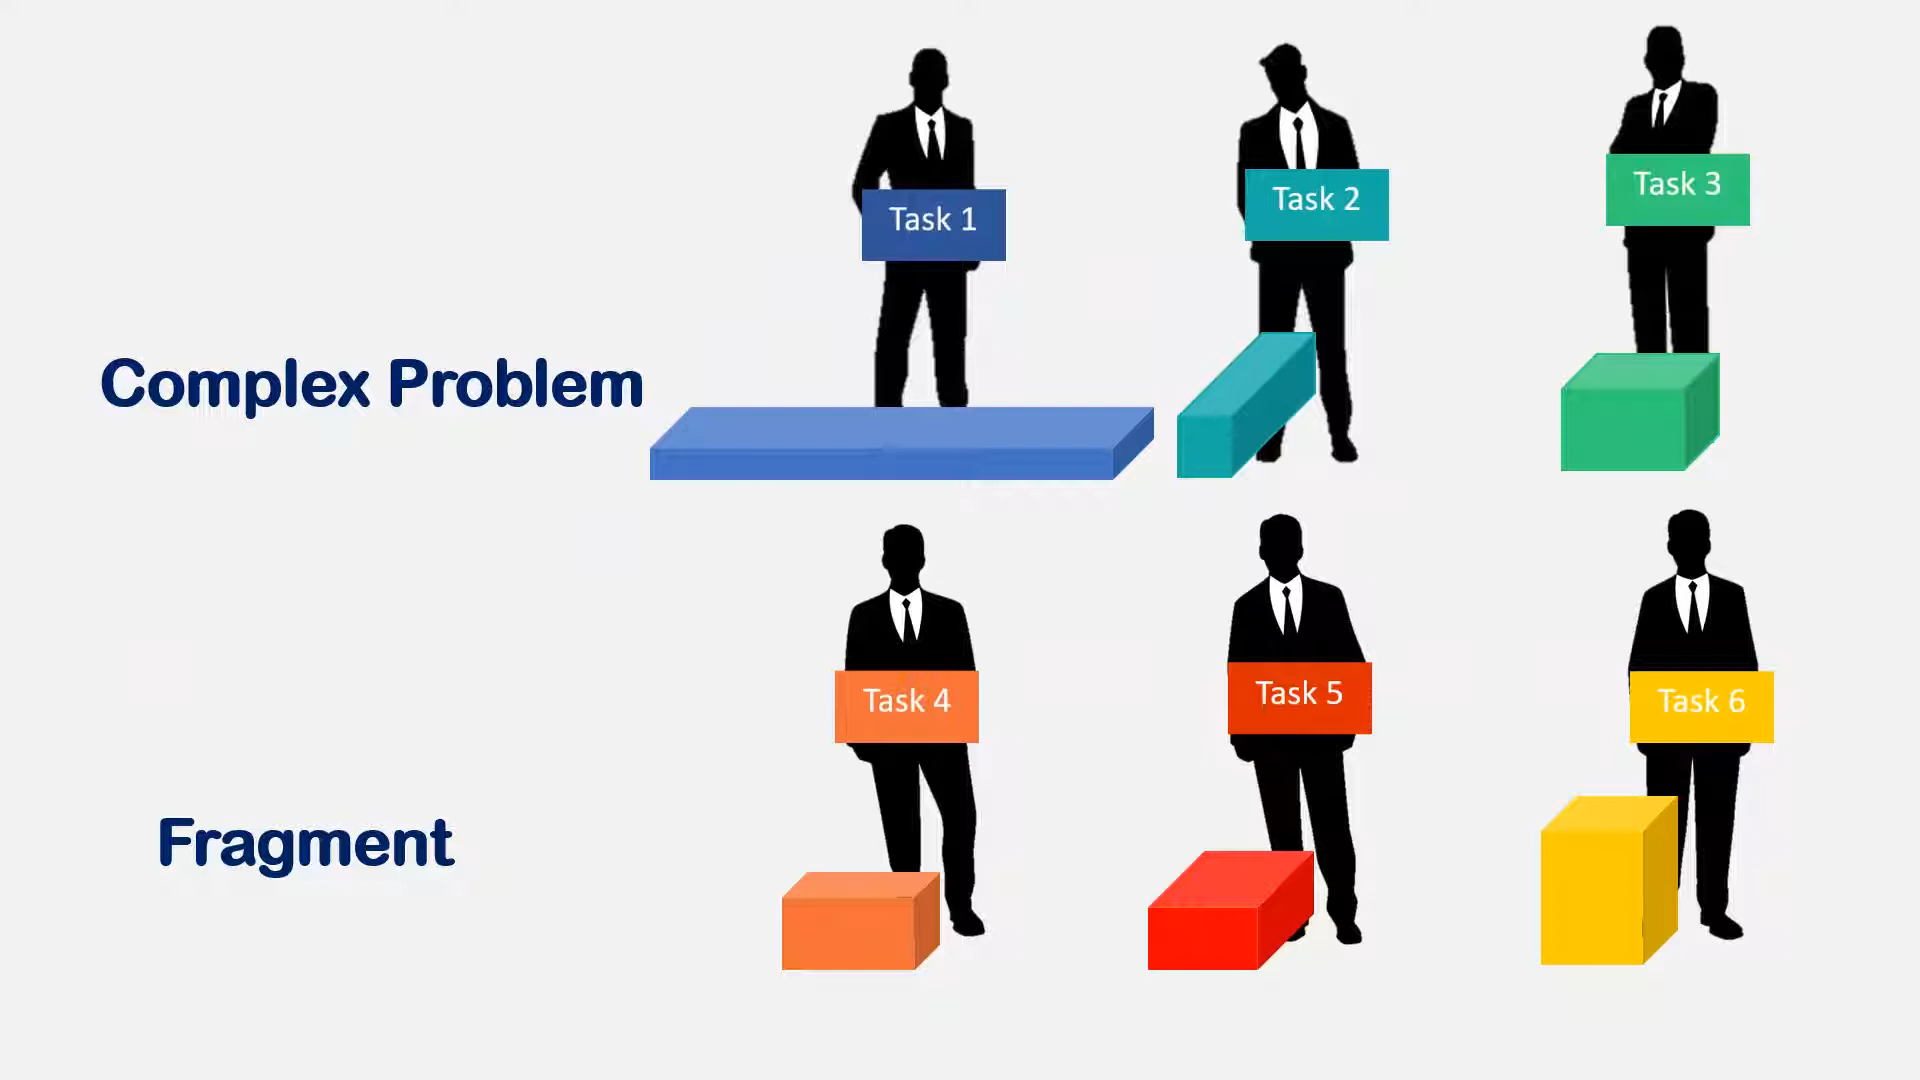 Task 1
Task 2
Task 3
Complex Problem
Task 4
Task 5
Task 6
Fragment